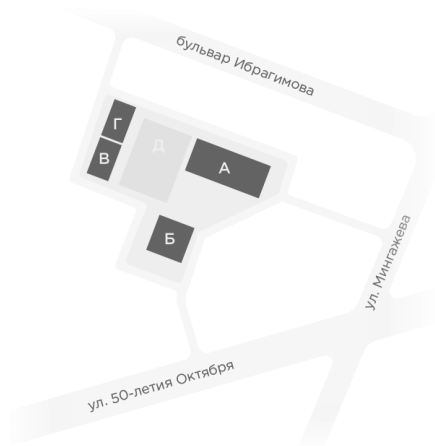 бульвар Ибрагимова
Г
Д
В
А
Б
ул. Мингажева
ул. 50-летия Октября